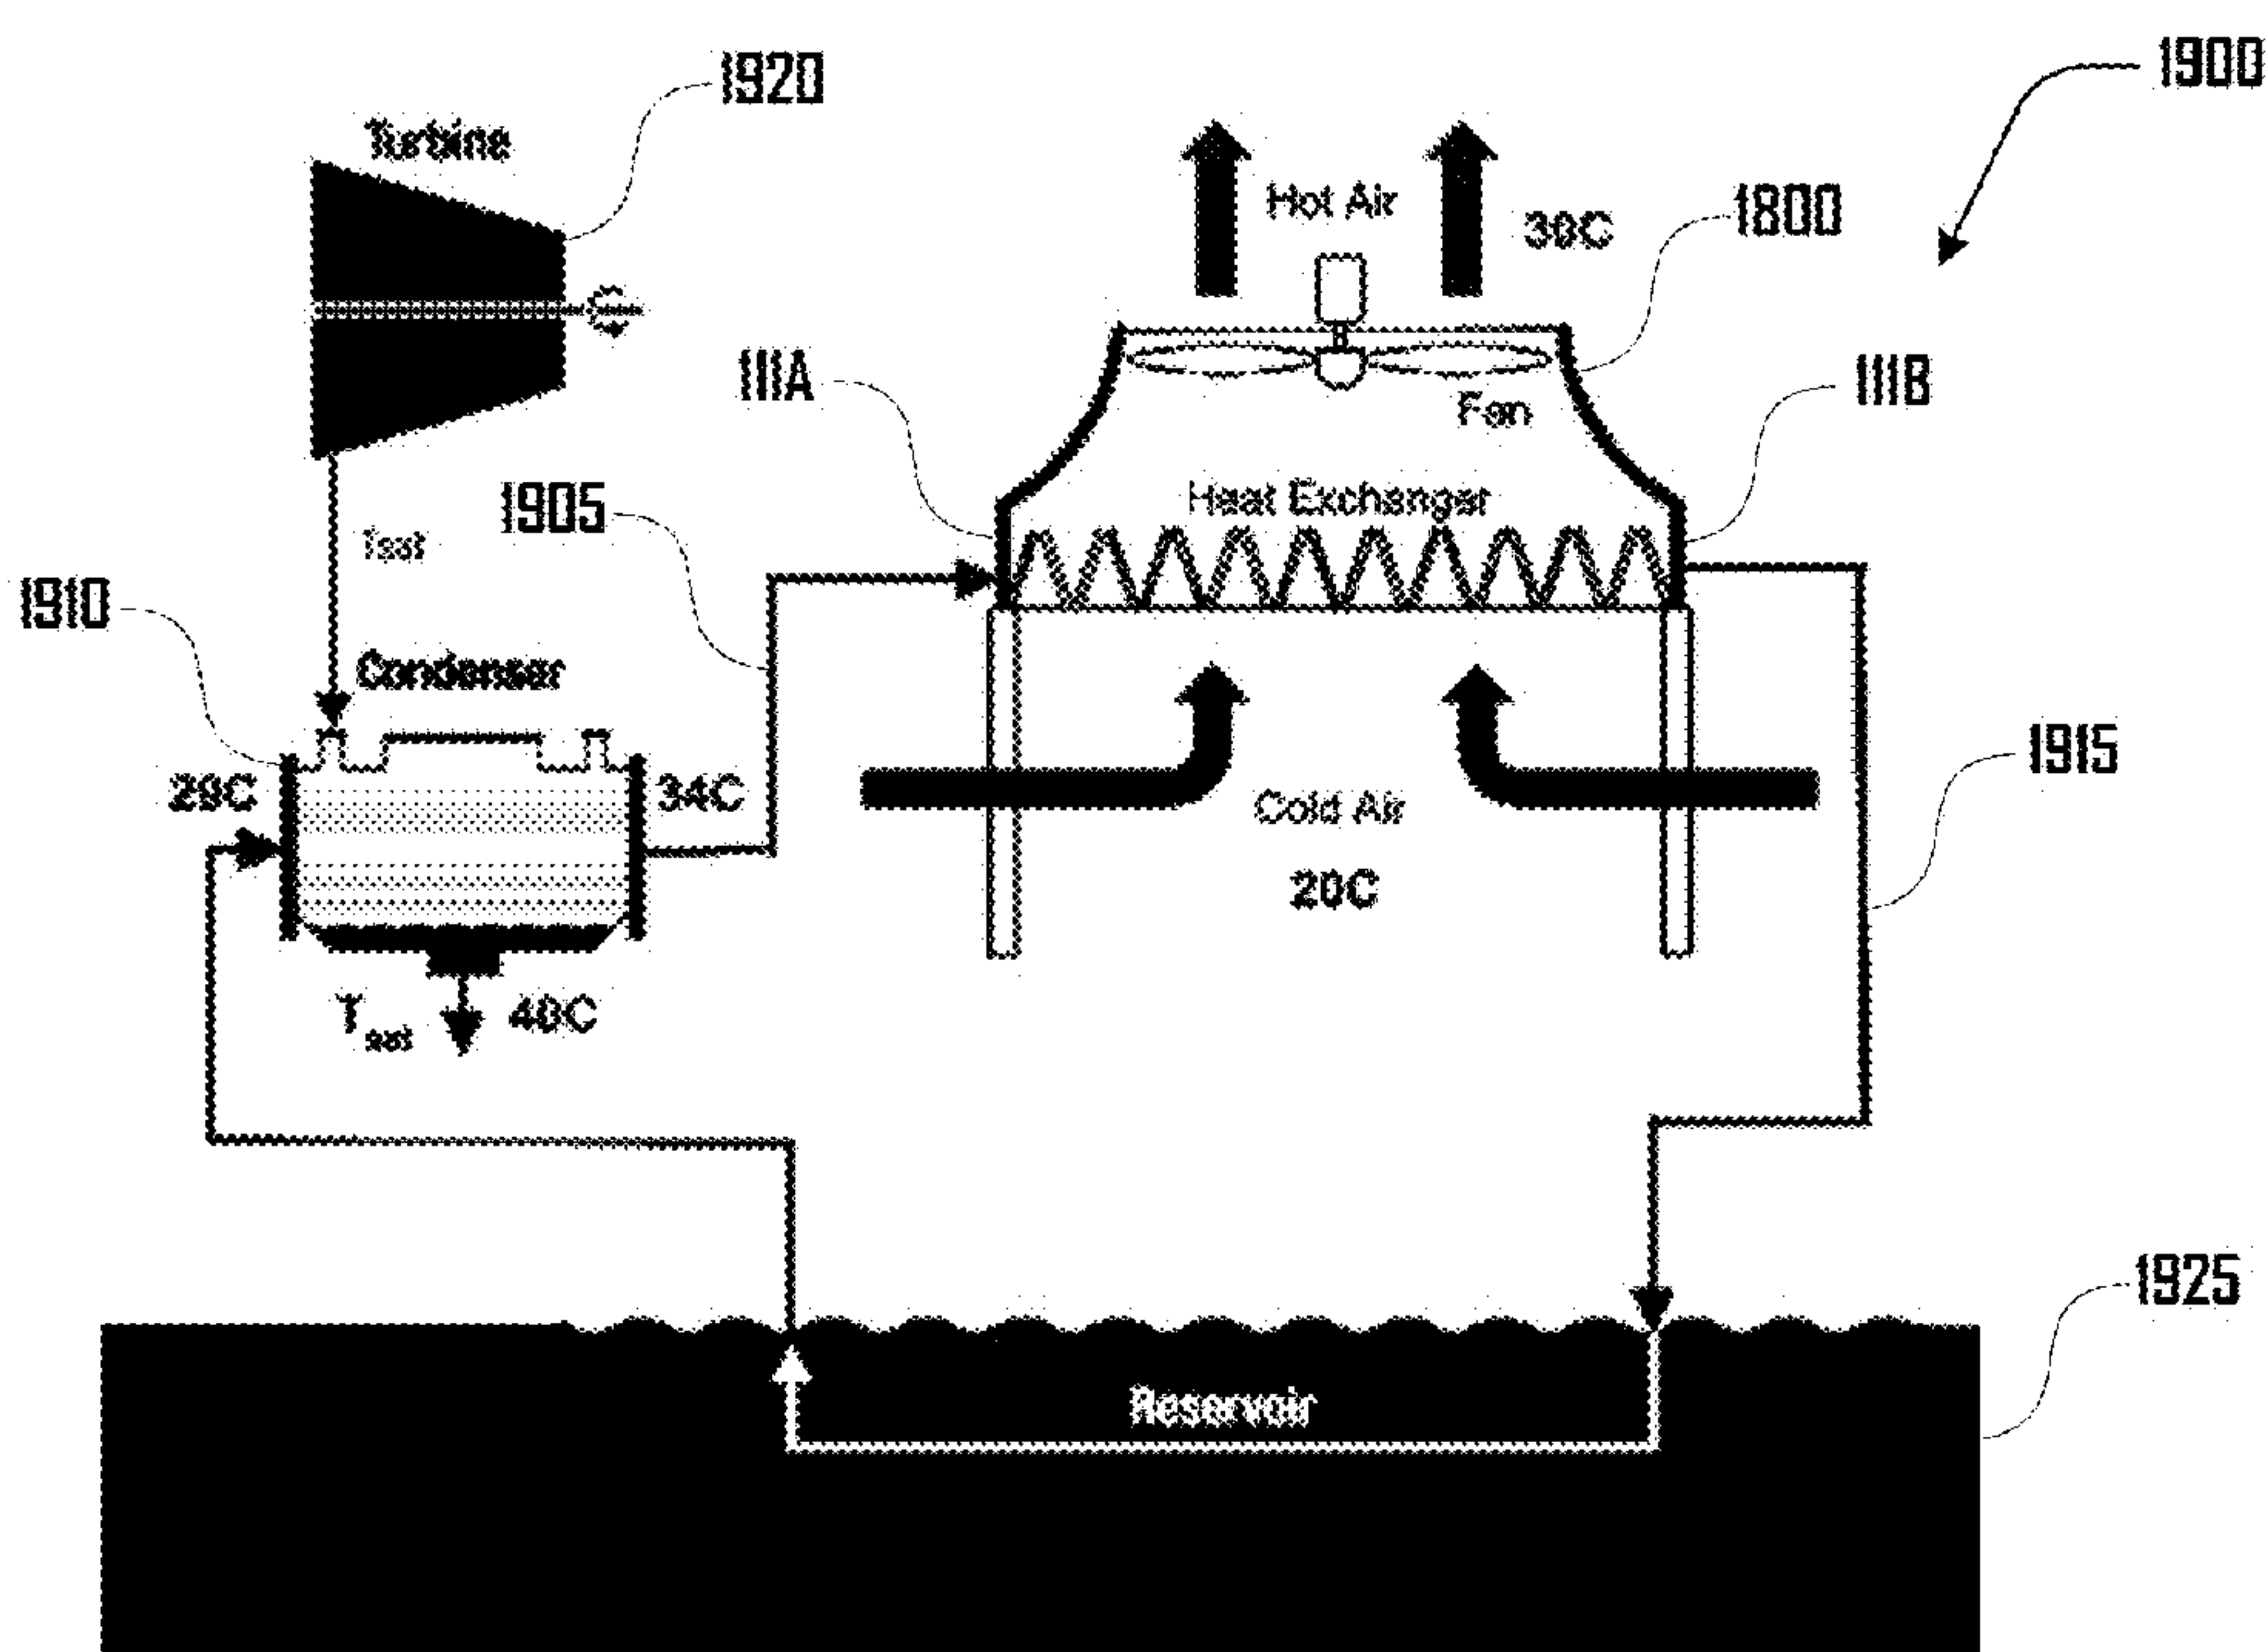 1920
1900
Turbine
Hot Air
30C
1800
111A
111B
Fan
1905
Heat Exchanger
Tsat
1910
Condenser
29C
34C
1915
Cold Air
20C
Tsat
40C
1925
Reservoir